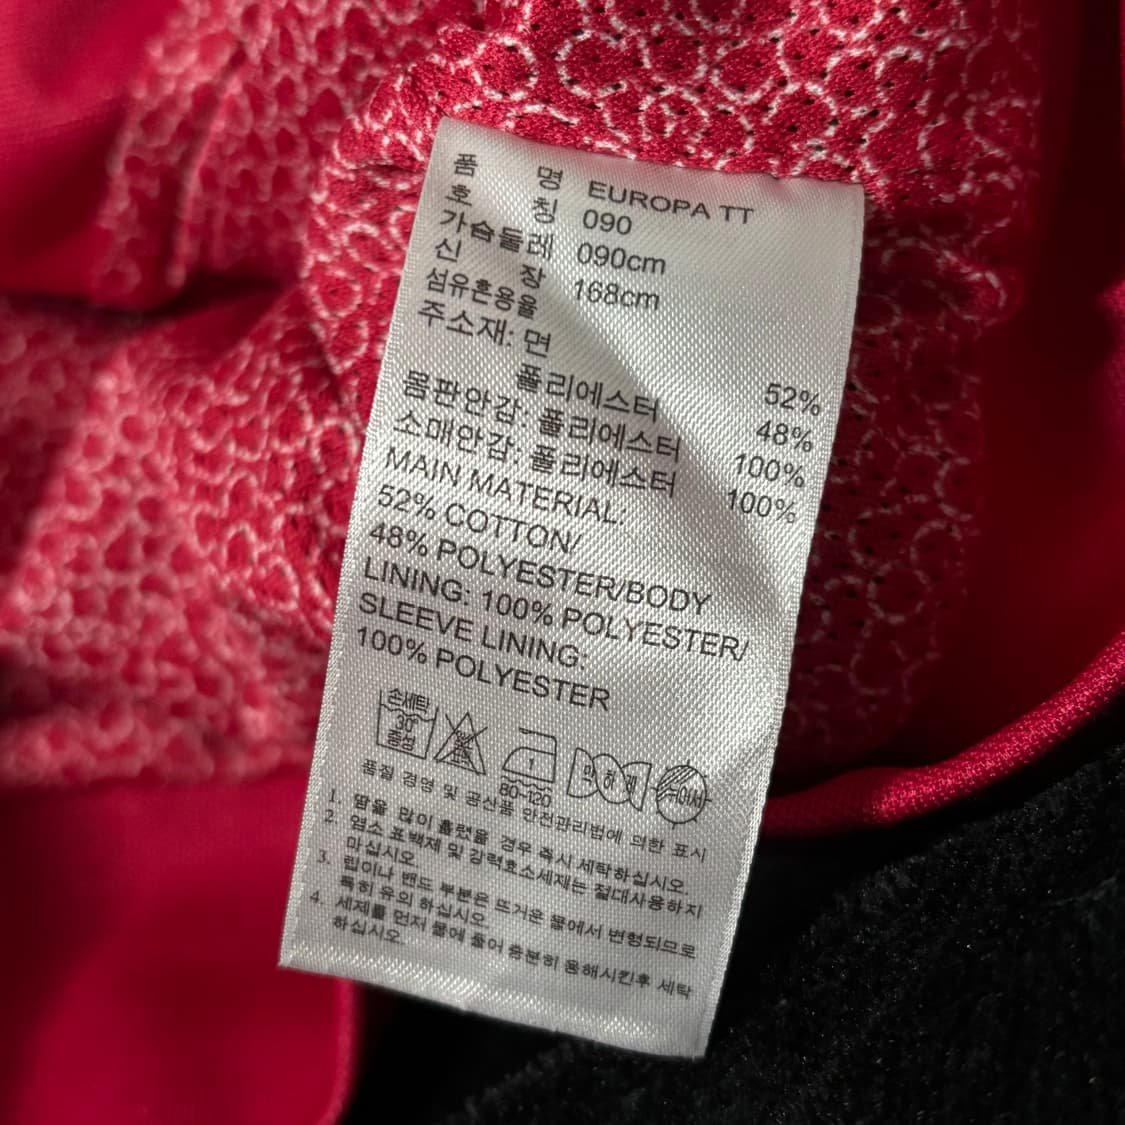 품 명 EUROPA TT
호 칭 090
가슴둘레 090cm
신 장 168cm
섬유혼용율
주소재: 면 52%
폴리에스터 48%
몸판안감: 폴리에스터 100%
소매안감: 폴리에스터 100%
MAIN MATERIAL:
52% COTTON/
48% POLYESTER/BODY
LINING: 100% POLYESTER/
SLEEVE LINING:
100% POLYESTER
손세탁
30°
중성
1
80~120
약하게
뉘어서
품질 경영 및 공산품 안전관리법에 의한 표시
1. 땀을 많이 흘렸을 경우 즉시 세탁하십시오.
2. 염소 표백제 및 강력효소세제는 절대사용하지
마십시오.
3. 립이나 밴드 부분은 뜨거운 물에서 변형되므로
특히 유의 하십시오.
4. 세제를 먼저 물에 풀어 충분히 용해시킨후 세탁
하십시오.